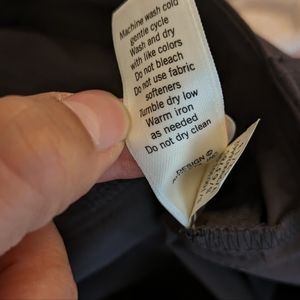 Machine wash cold
gentle cycle
Wash and dry
with like colors
Do not bleach
Do not use fabric
softeners
Tumble dry low
Warm iron
as needed
Do not dry clean
DESIGN ©